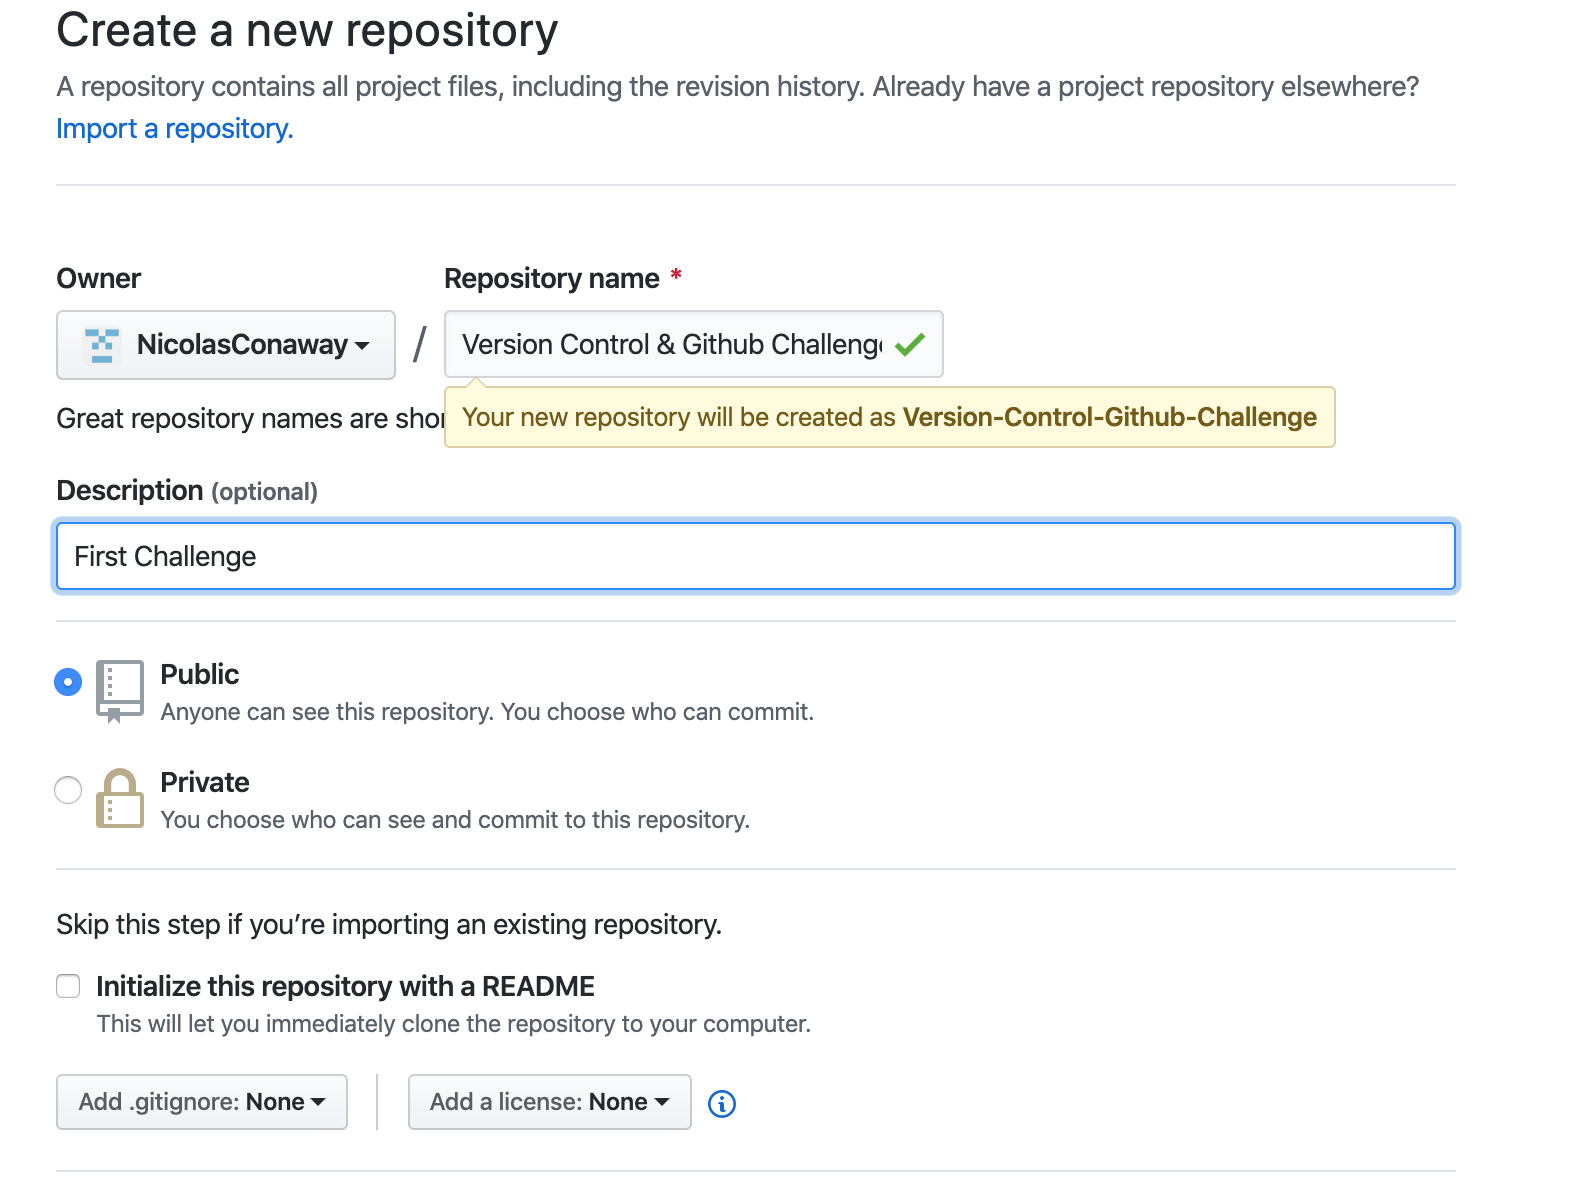 Create a new repository
A repository contains all project files, including the revision history. Already have a project repository elsewhere?
Import a repository.
Owner
Repository name *
NicolasConaway
/
Version Control & Github Challenge
Great repository names are shor
Your new repository will be created as Version-Control-Github-Challenge
Description (optional)
First Challenge
Public
Anyone can see this repository. You choose who can commit.
Private
You choose who can see and commit to this repository.
Skip this step if you’re importing an existing repository.
Initialize this repository with a README
This will let you immediately clone the repository to your computer.
Add .gitignore: None
Add a license: None